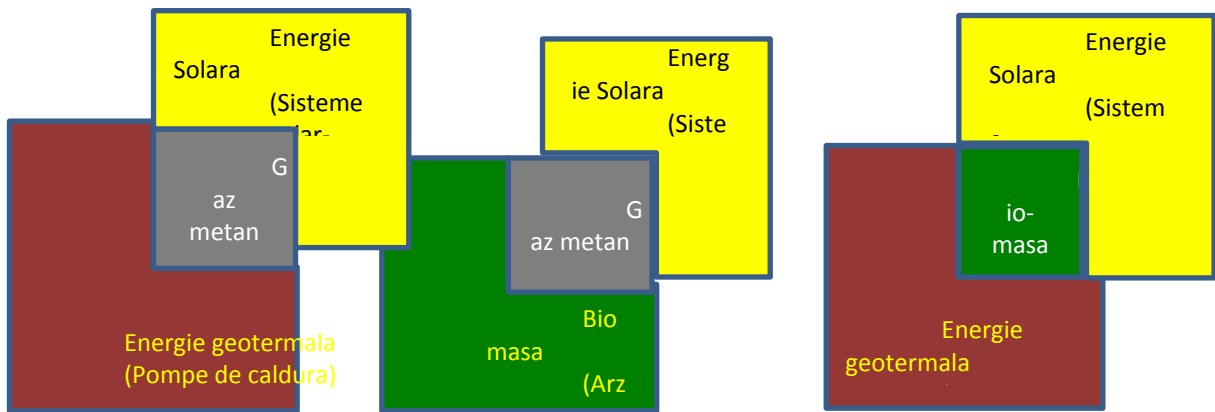 Energie
Solara
(Sisteme
G
az
metan
Energie geotermala
(Pompe de caldura)
Energ
ie Solara
(Siste
G
az metan
Bio
masa
(Arz
Energie
Solara
(Sistem
io-
masa
Energie
geotermala